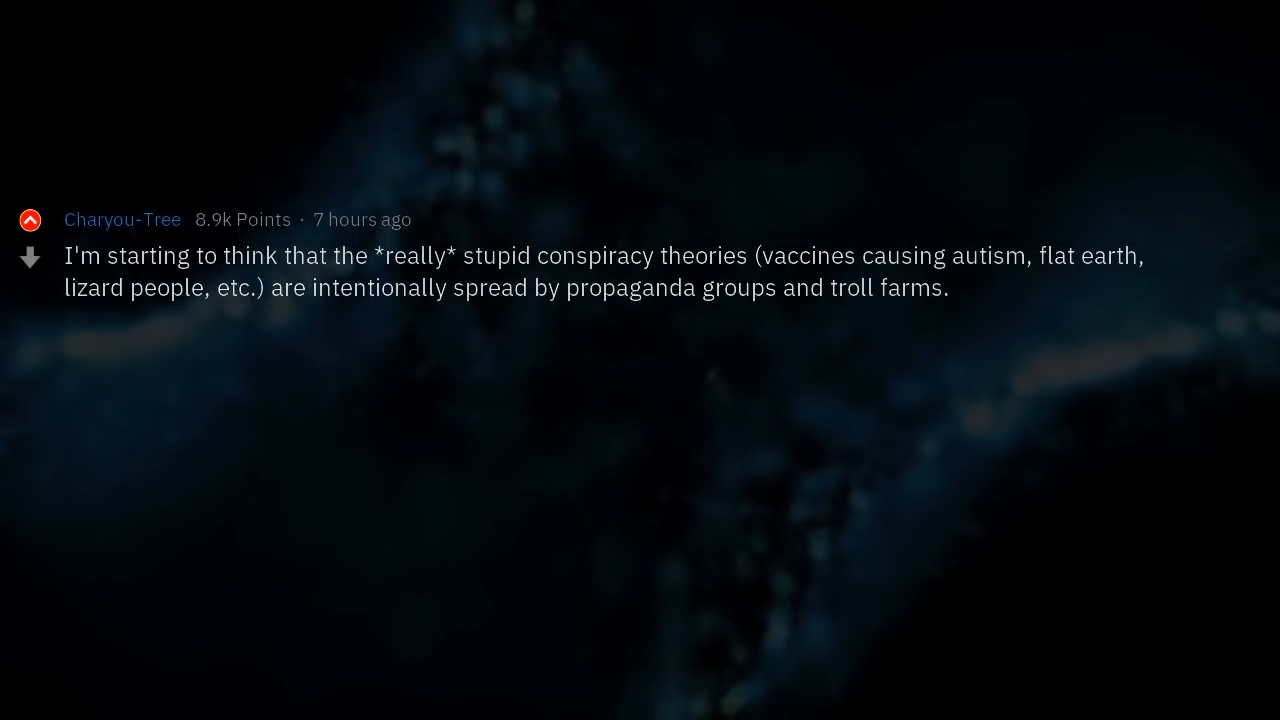 Charyou-Tree 8.9k Points · 7 hours ago
I'm starting to think that the *really* stupid conspiracy theories (vaccines causing autism, flat earth,
lizard people, etc.) are intentionally spread by propaganda groups and troll farms.